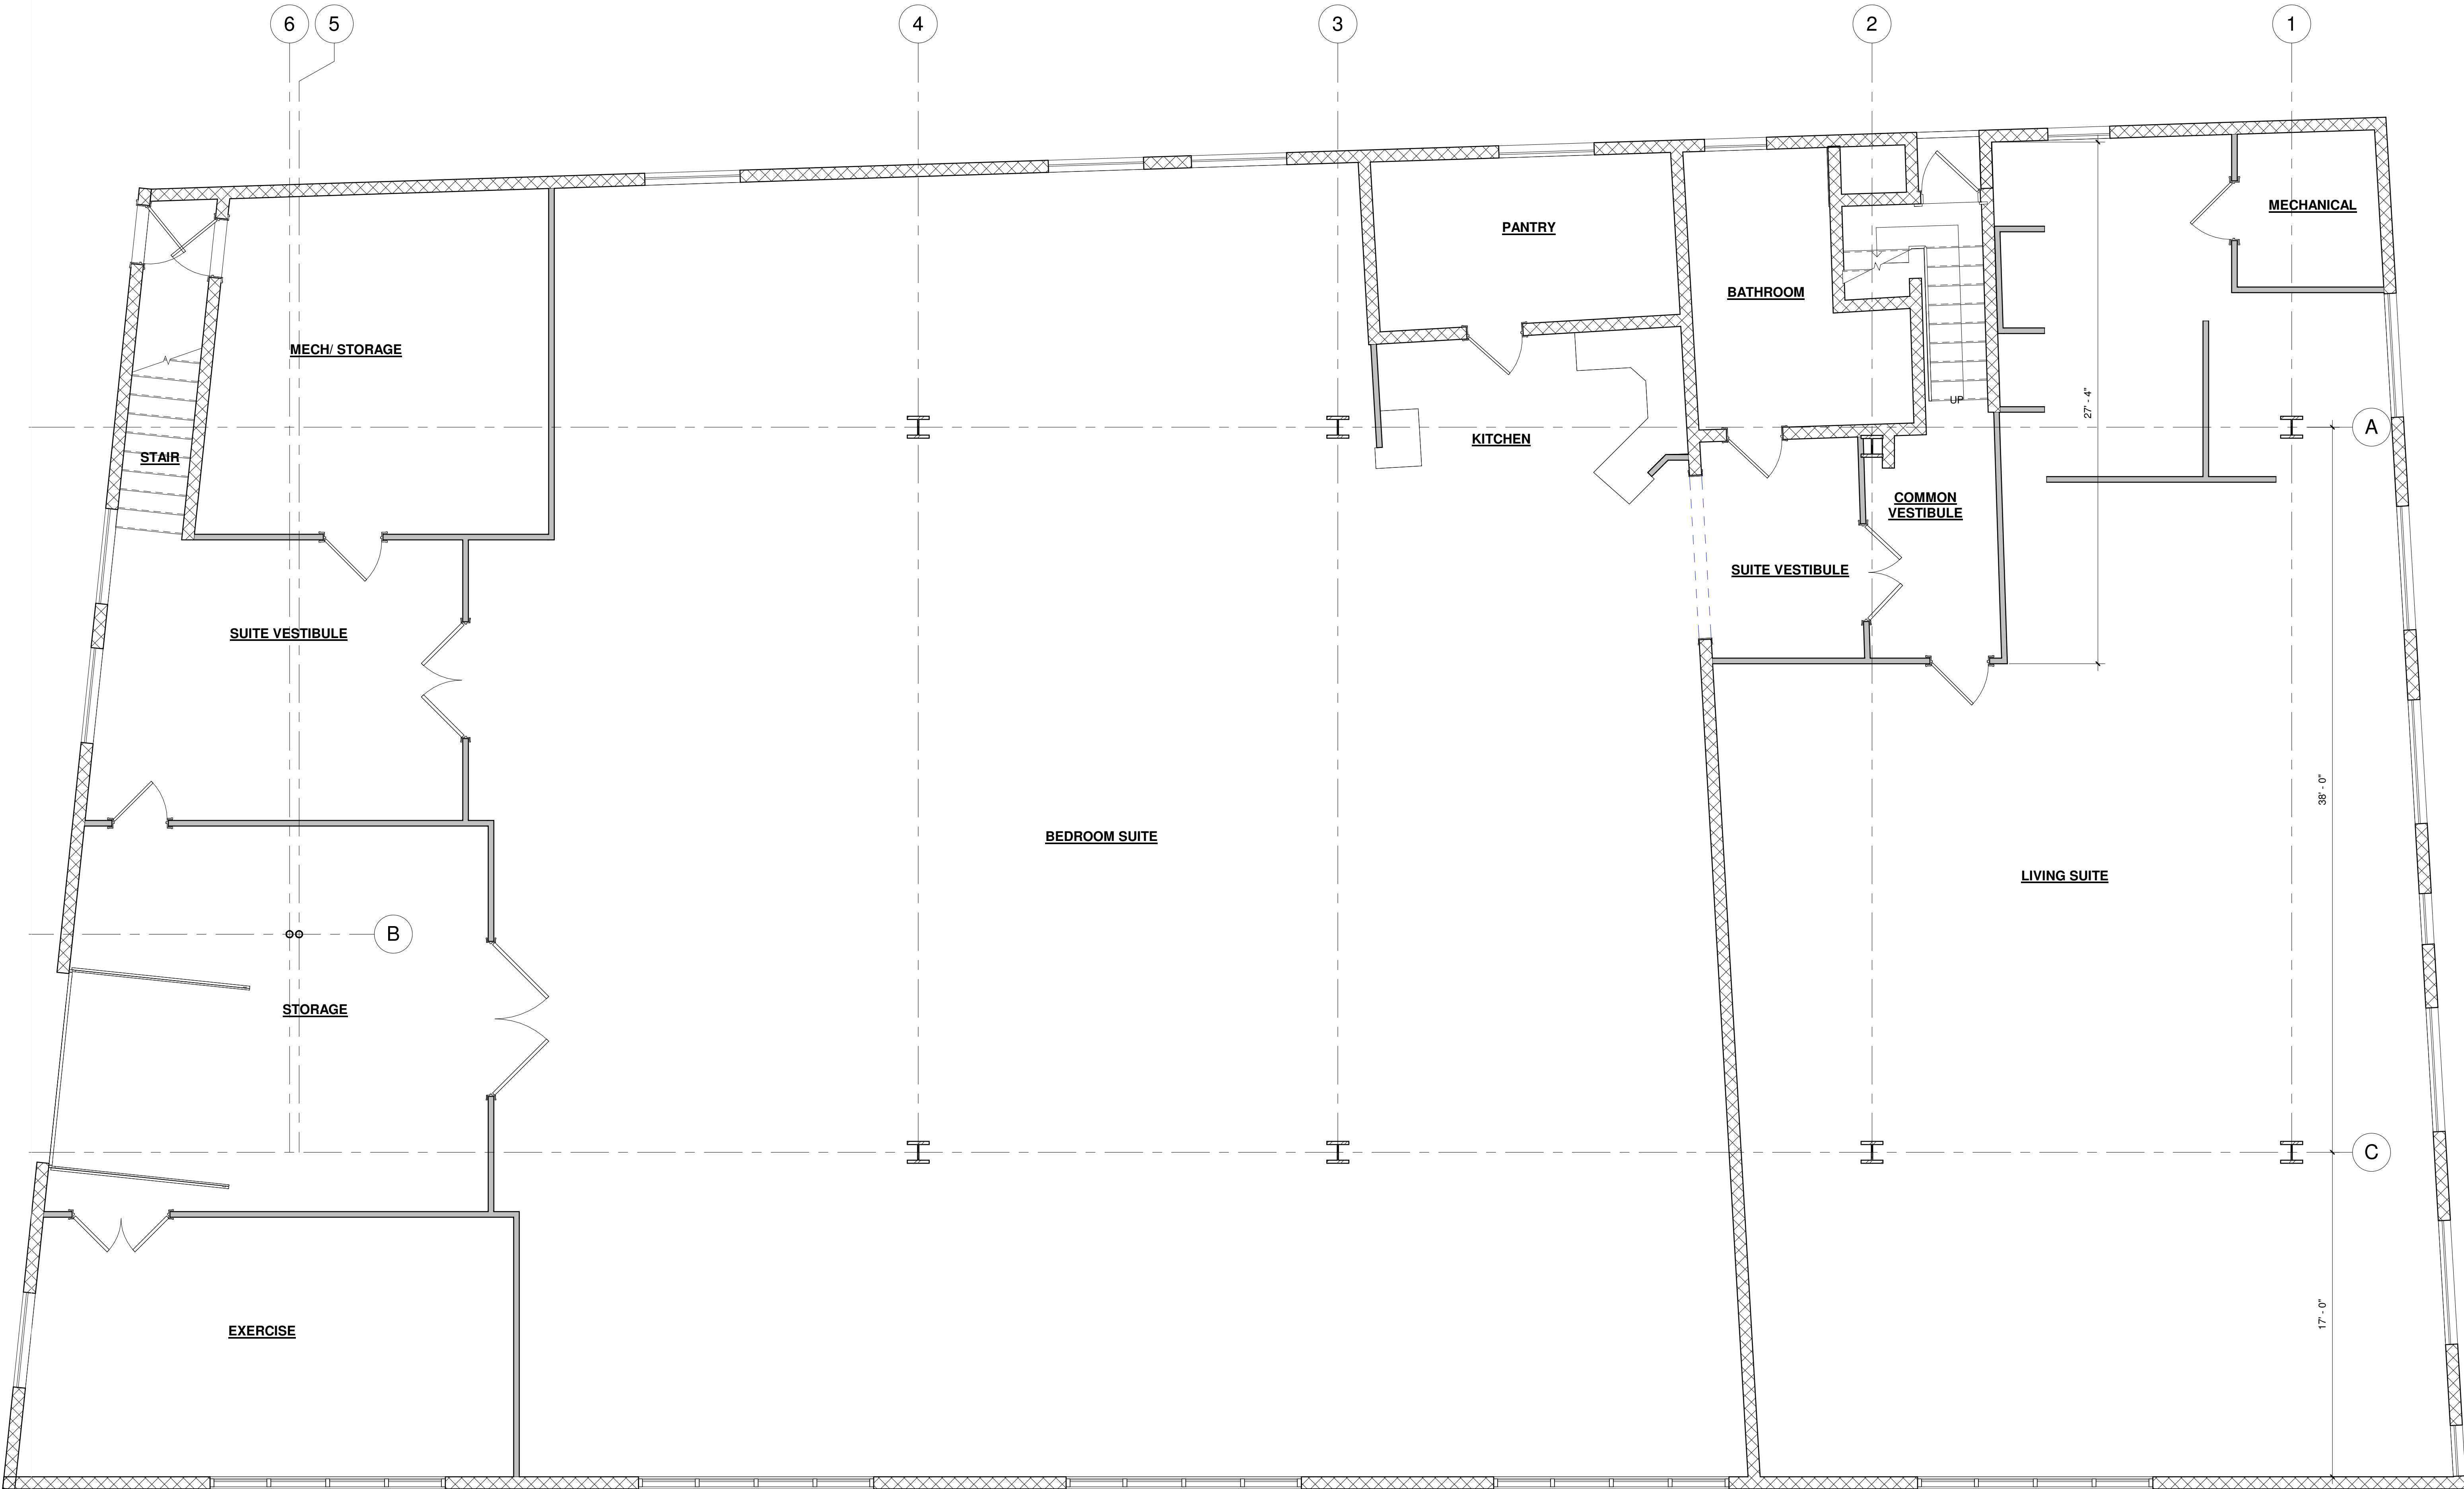 6
5
4
3
2
1
MECHANICAL
PANTRY
BATHROOM
MECH/ STORAGE
UP
27' - 4"
A
KITCHEN
STAIR
COMMON
VESTIBULE
SUITE VESTIBULE
SUITE VESTIBULE
38' - 0"
BEDROOM SUITE
LIVING SUITE
B
STORAGE
C
17' - 0"
EXERCISE